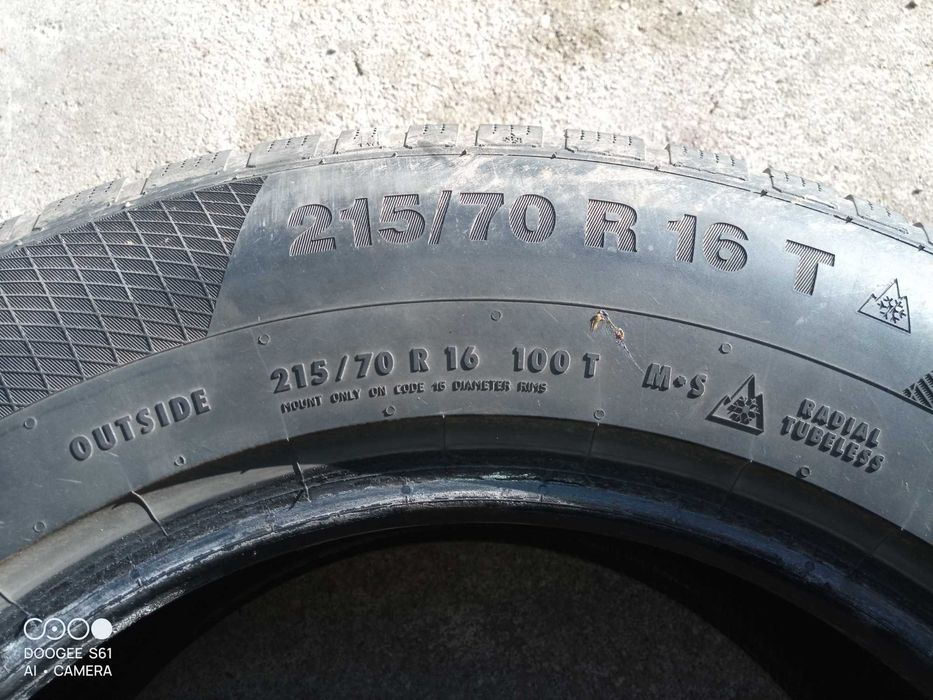 215/70 R 16 T
215/70 R 16 100 T M•S
MOUNT ONLY ON CODE 16 DIAMETER RIMS
OUTSIDE
RADIAL
TUBELESS
DOOGEE S61
AI • CAMERA